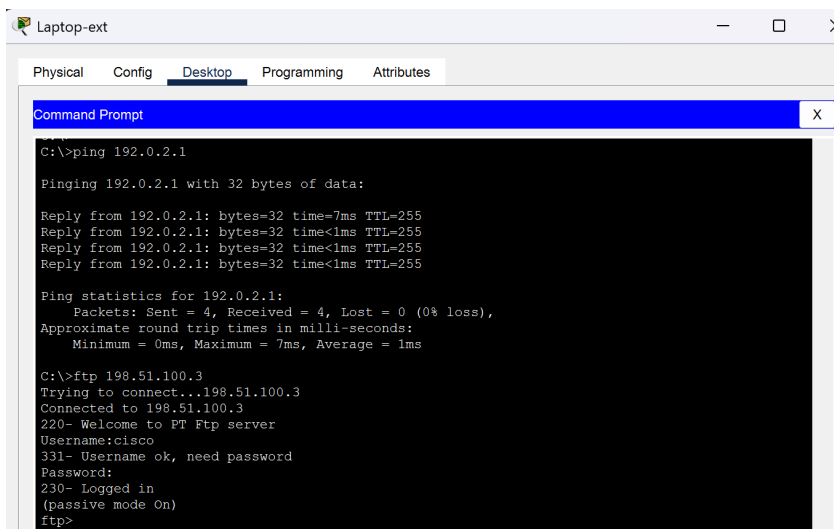 Laptop-ext
Physical Config Desktop Programming Attributes
Command Prompt
X
C:\>ping 192.0.2.1
Pinging 192.0.2.1 with 32 bytes of data:
Reply from 192.0.2.1: bytes=32 time=7ms TTL=255
Reply from 192.0.2.1: bytes=32 time<1ms TTL=255
Reply from 192.0.2.1: bytes=32 time<1ms TTL=255
Reply from 192.0.2.1: bytes=32 time<1ms TTL=255
Ping statistics for 192.0.2.1:
Packets: Sent = 4, Received = 4, Lost = 0 (0% loss),
Approximate round trip times in milli-seconds:
Minimum = 0ms, Maximum = 7ms, Average = 1ms
C:\>ftp 198.51.100.3
Trying to connect...198.51.100.3
Connected to 198.51.100.3
220- Welcome to PT Ftp server
Username:cisco
331- Username ok, need password
Password:
230- Logged in
(passive mode On)
ftp>